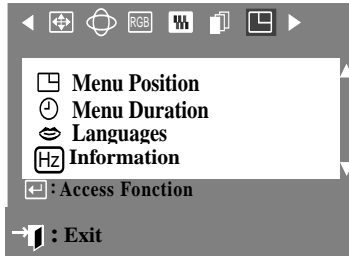 RGB
Menu Position
Menu Duration
Languages
Hz Information
: Access Fonction
: Exit